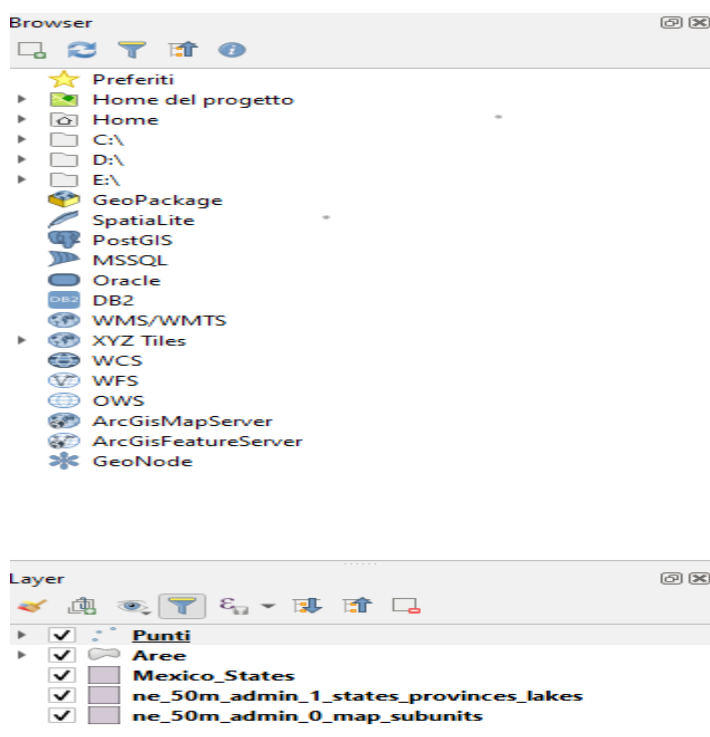 Browser
Preferiti
Home del progetto
Home
C:\
D:\
E:\
GeoPackage
SpatiaLite
PostGIS
MSSQL
Oracle
DB2 DB2
WMS/WMTS
XYZ Tiles
WCS
WFS
OWS
ArcGisMapServer
ArcGisFeatureServer
GeoNode
Layer
Punti
Aree
Mexico_States
ne_50m_admin_1_states_provinces_lakes
ne_50m_admin_0_map_subunits